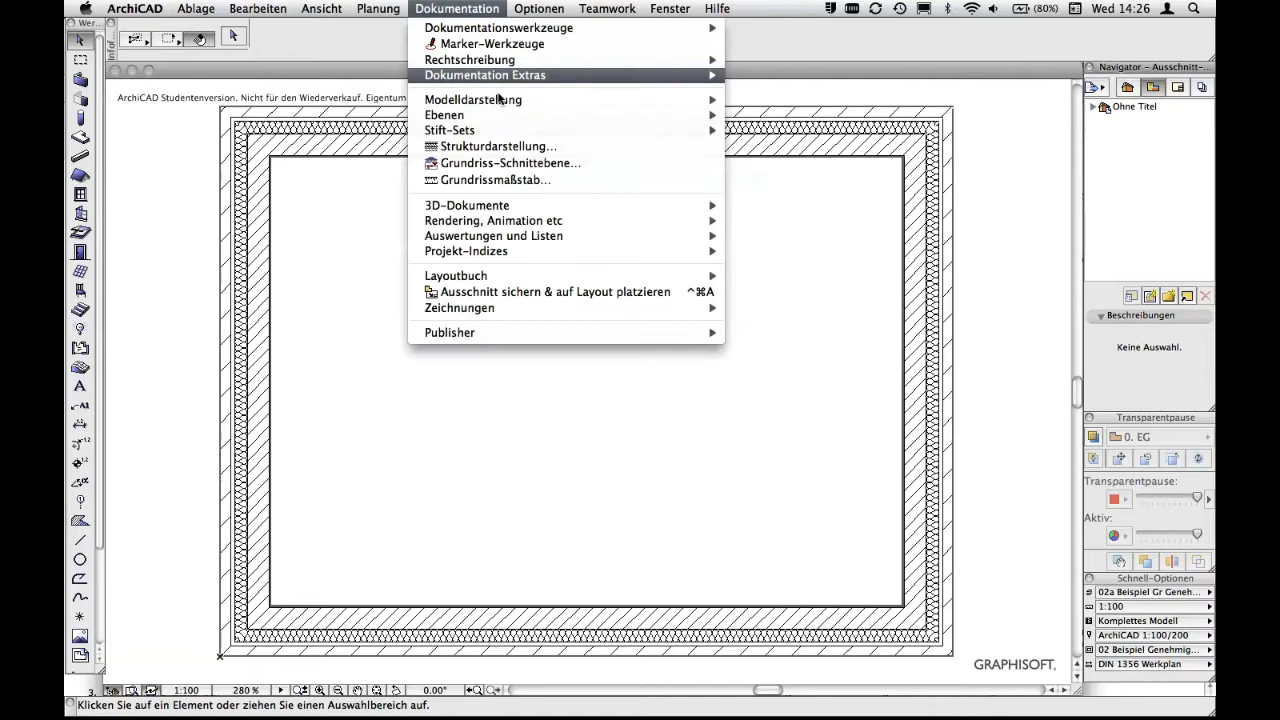 ArchiCAD Ablage Bearbeiten Ansicht Planung Dokumentation Optionen Teamwork Fenster Hilfe (80%) Wed 14:26
Wer...
Info
Dokumentationswerkzeuge
Marker-Werkzeuge
Rechtschreibung
Dokumentation Extras
Modelldarstellung
Ebenen
Stift-Sets
Strukturdarstellung...
Grundriss-Schnittebene...
Grundrissmaßstab...
3D-Dokumente
Rendering, Animation etc
Auswertungen und Listen
Projekt-Indizes
Layoutbuch
Ausschnitt sichern & auf Layout platzieren ^⌘A
Zeichnungen
Publisher
ArchiCAD Studentenversion. Nicht für den Wiederverkauf. Eigentum
Navigator - Ausschnitt-...
Ohne Titel
Beschreibungen
Keine Auswahl.
Transparentpause
0. EG
Transparentpause:
Aktiv:
Schnell-Optionen
02a Beispiel Gr Geneh...
1:100
Komplettes Modell
ArchiCAD 1:100/200
02 Beispiel Genehmig...
DIN 1356 Werkplan
GRAPHISOFT.
3.
1:100 280 % 0.00°
Klicken Sie auf ein Element oder ziehen Sie einen Auswahlbereich auf.